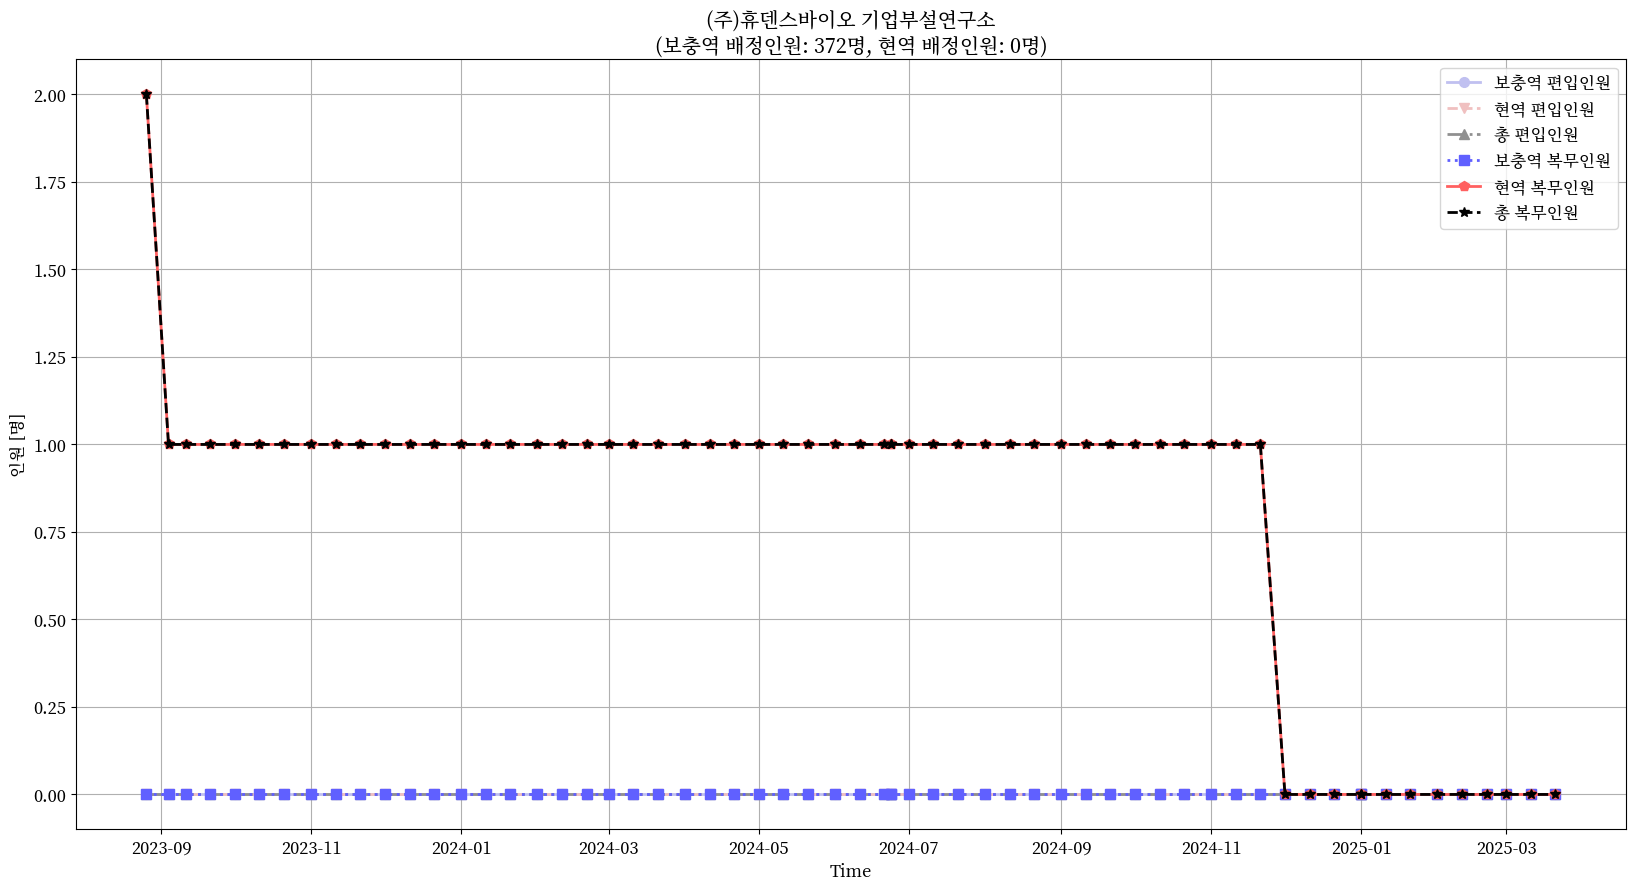 (주)휴덴스바이오 기업부설연구소
(보충역 배정인원: 372명, 현역 배정인원: 0명)
보충역 편입인원
현역 편입인원
총 편입인원
보충역 복무인원
현역 복무인원
총 복무인원
인원 [명]
2.00
1.75
1.50
1.25
1.00
0.75
0.50
0.25
0.00
2023-09
2023-11
2024-01
2024-03
2024-05
2024-07
2024-09
2024-11
2025-01
2025-03
Time